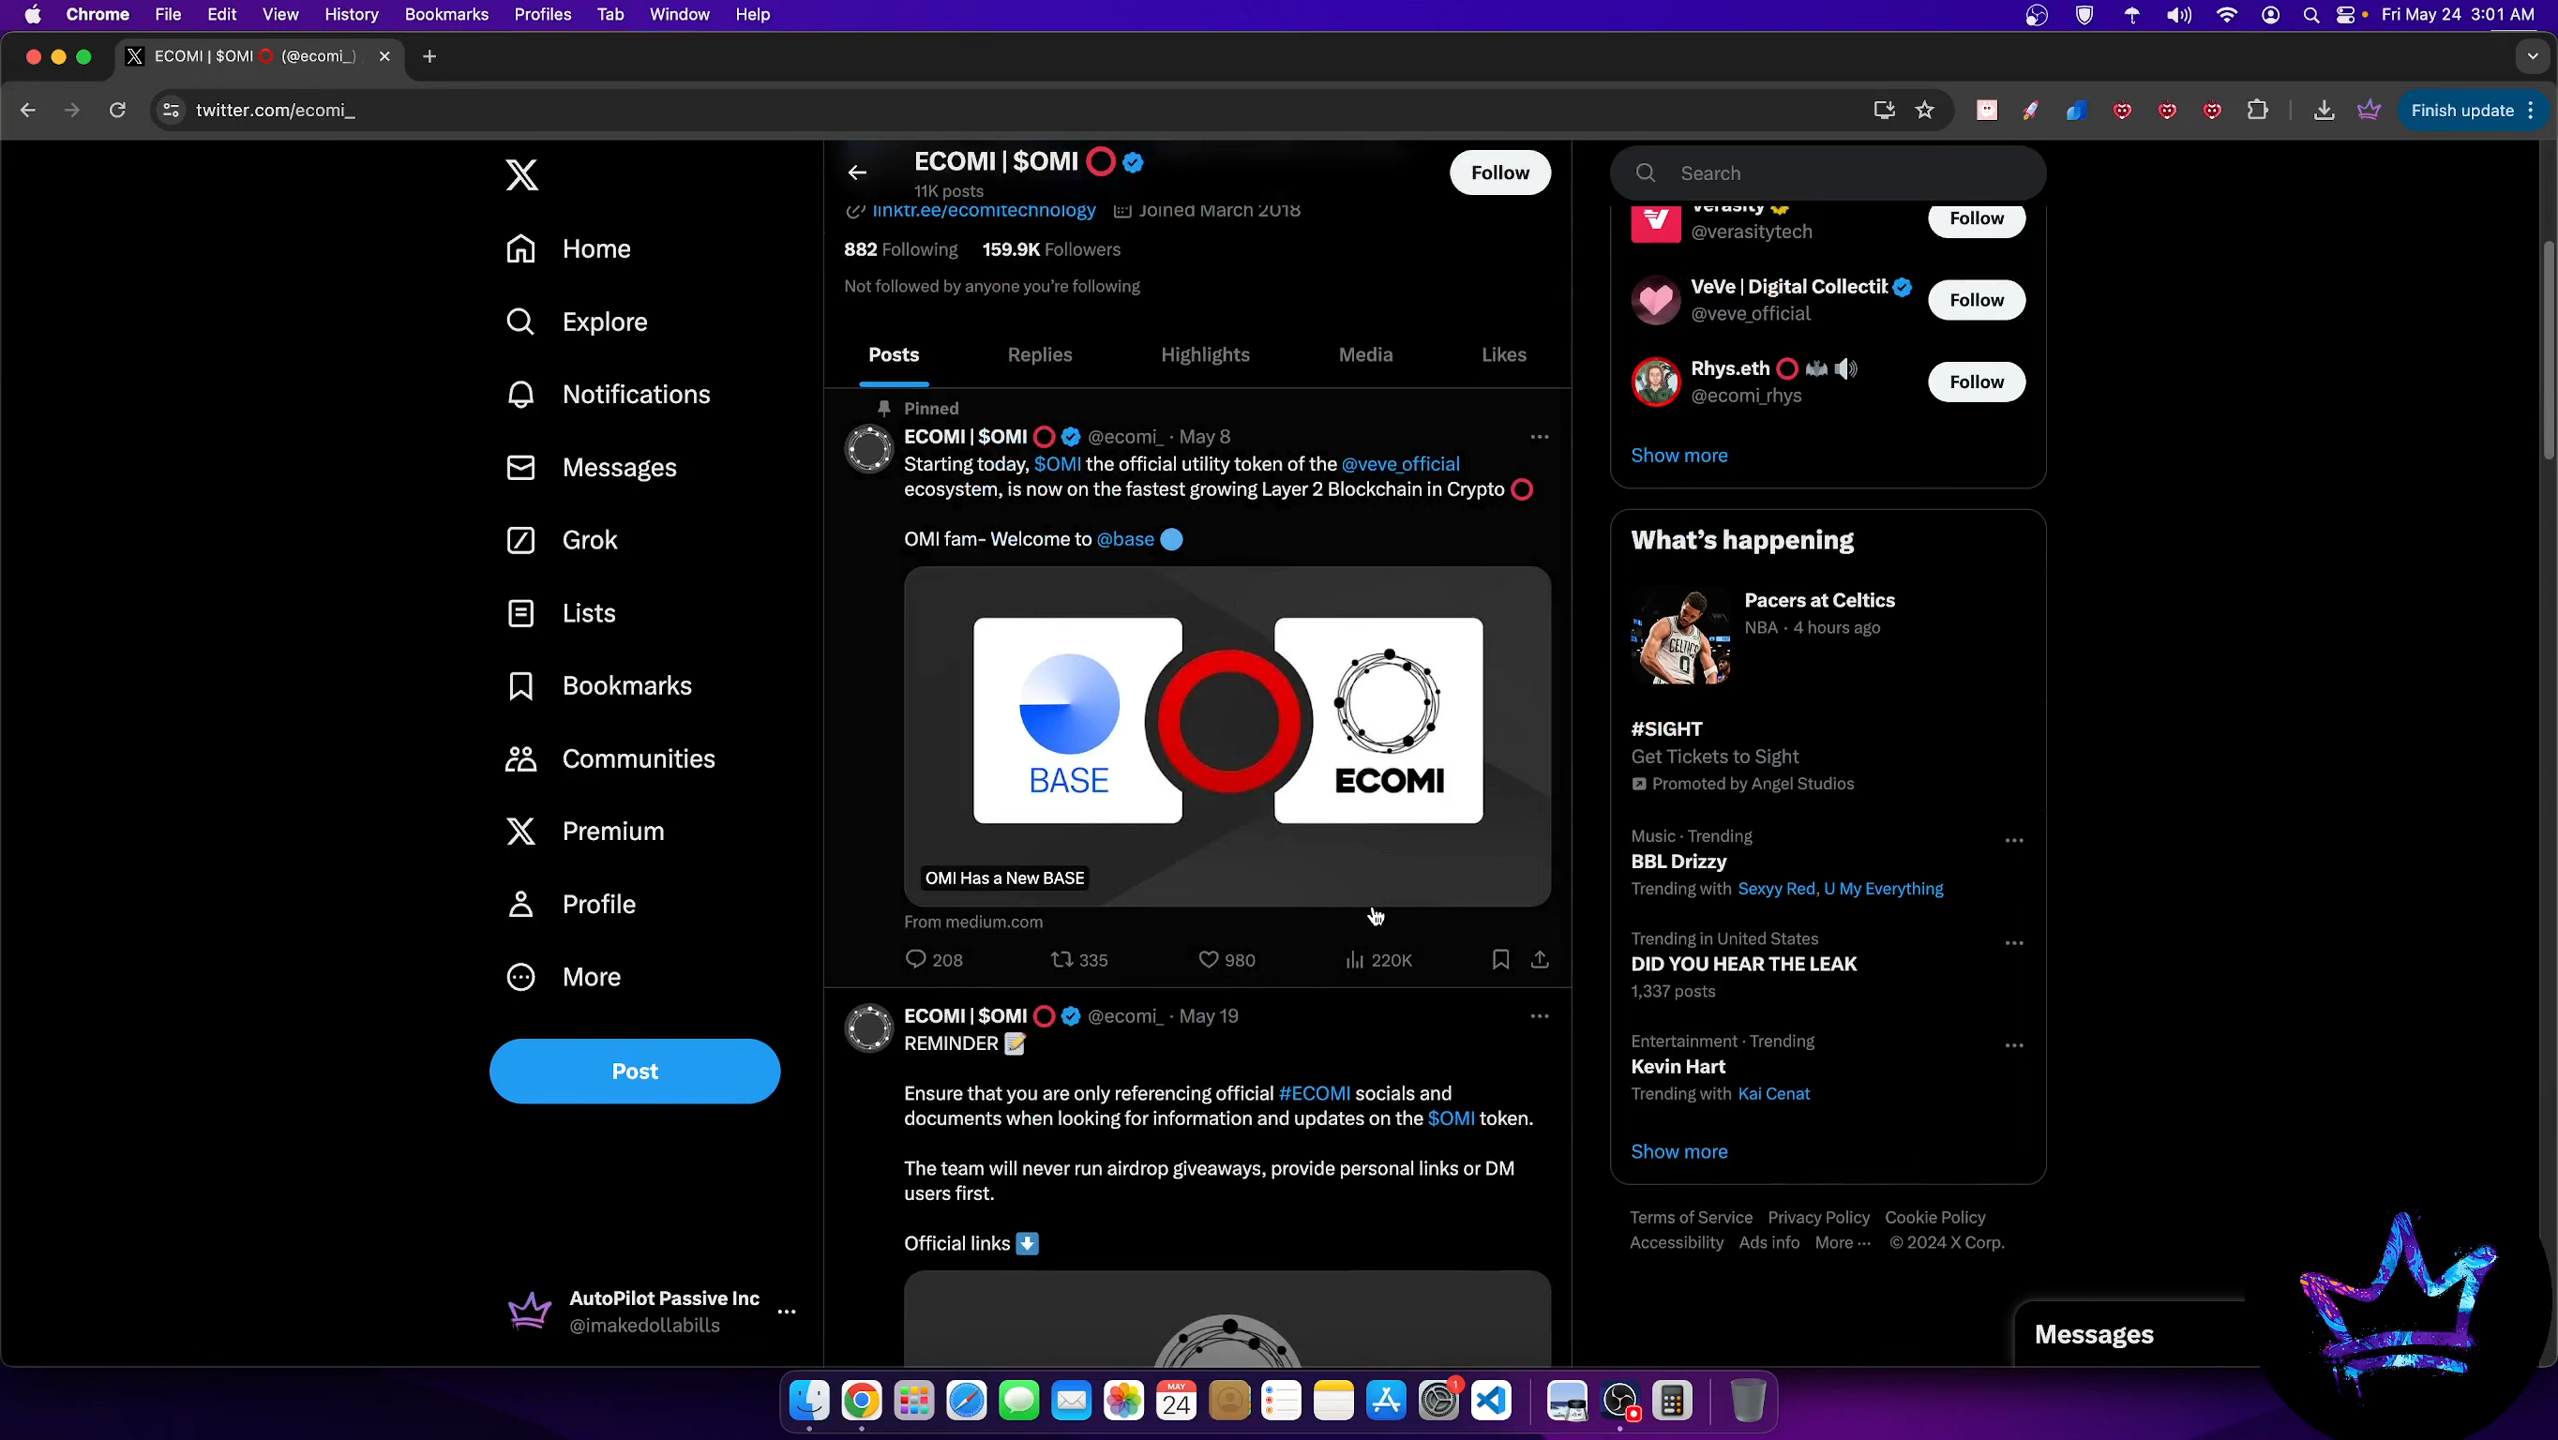 Chrome File Edit View History Bookmarks Profiles Tab Window Help
Fri May 24 3:01 AM
ECOMI | $OMI ⭕ (@ecomi_)
twitter.com/ecomi_
Finish update
Home
Explore
Notifications
Messages
Grok
Lists
Bookmarks
Communities
Premium
Profile
More
Post
AutoPilot Passive Inc
@imakedollabills
ECOMI | $OMI ⭕
11K posts
Follow
linktr.ee/ecomitechnology Joined March 2018
882 Following 159.9K Followers
Not followed by anyone you're following
Posts Replies Highlights Media Likes
Pinned
ECOMI | $OMI ⭕ @ecomi_ · May 8
Starting today, $OMI the official utility token of the @veve_official
ecosystem, is now on the fastest growing Layer 2 Blockchain in Crypto ⭕
OMI fam- Welcome to @base 🔵
BASE
ECOMI
OMI Has a New BASE
From medium.com
208 335 980 220K
ECOMI | $OMI ⭕ @ecomi_ · May 19
REMINDER 📝
Ensure that you are only referencing official #ECOMI socials and
documents when looking for information and updates on the $OMI token.
The team will never run airdrop giveaways, provide personal links or DM
users first.
Official links ⬇️
Search
Verasity
@verasitytech
Follow
VeVe | Digital Collectib
@veve_official
Follow
Rhys.eth ⭕🦇🔊
@ecomi_rhys
Follow
Show more
What's happening
Pacers at Celtics
NBA · 4 hours ago
#SIGHT
Get Tickets to Sight
Promoted by Angel Studios
Music · Trending
BBL Drizzy
Trending with Sexyy Red, U My Everything
Trending in United States
DID YOU HEAR THE LEAK
1,337 posts
Entertainment · Trending
Kevin Hart
Trending with Kai Cenat
Show more
Terms of Service Privacy Policy Cookie Policy
Accessibility Ads info More ··· © 2024 X Corp.
Messages
MAY
24
1